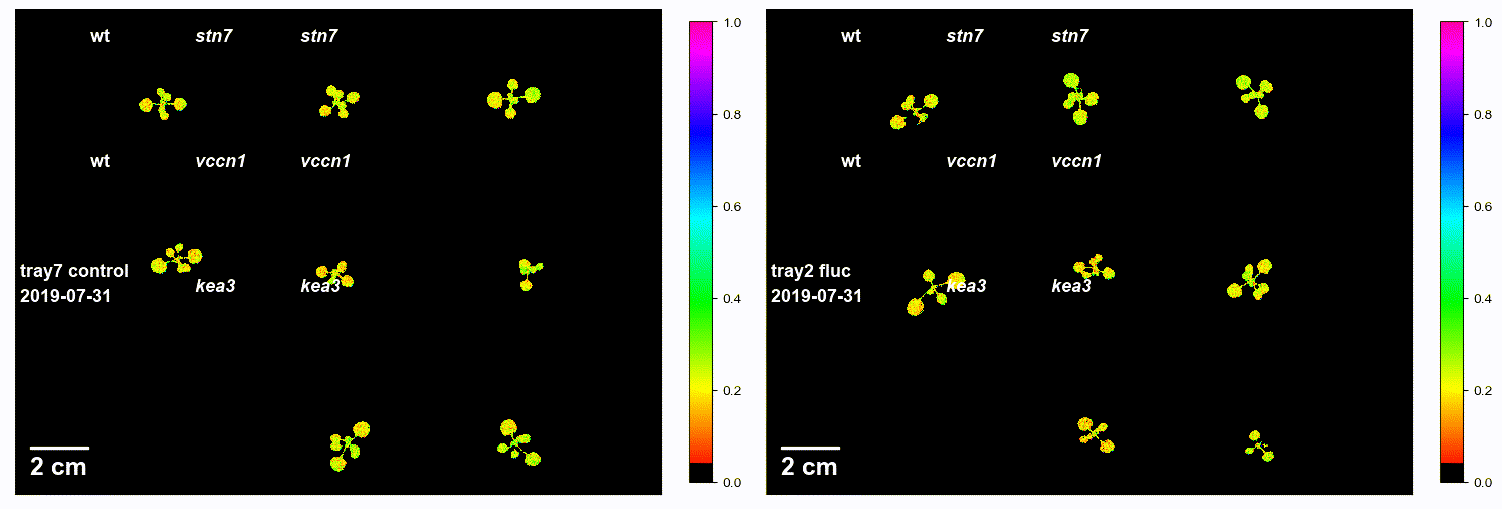 wt stn7 stn7
wt vccn1 vccn1
tray7 control
2019-07-31
kea3 kea3
2 cm
1.0
0.8
0.6
0.4
0.2
0.0
wt stn7 stn7
wt vccn1 vccn1
tray2 fluc
2019-07-31
kea3 kea3
2 cm
1.0
0.8
0.6
0.4
0.2
0.0